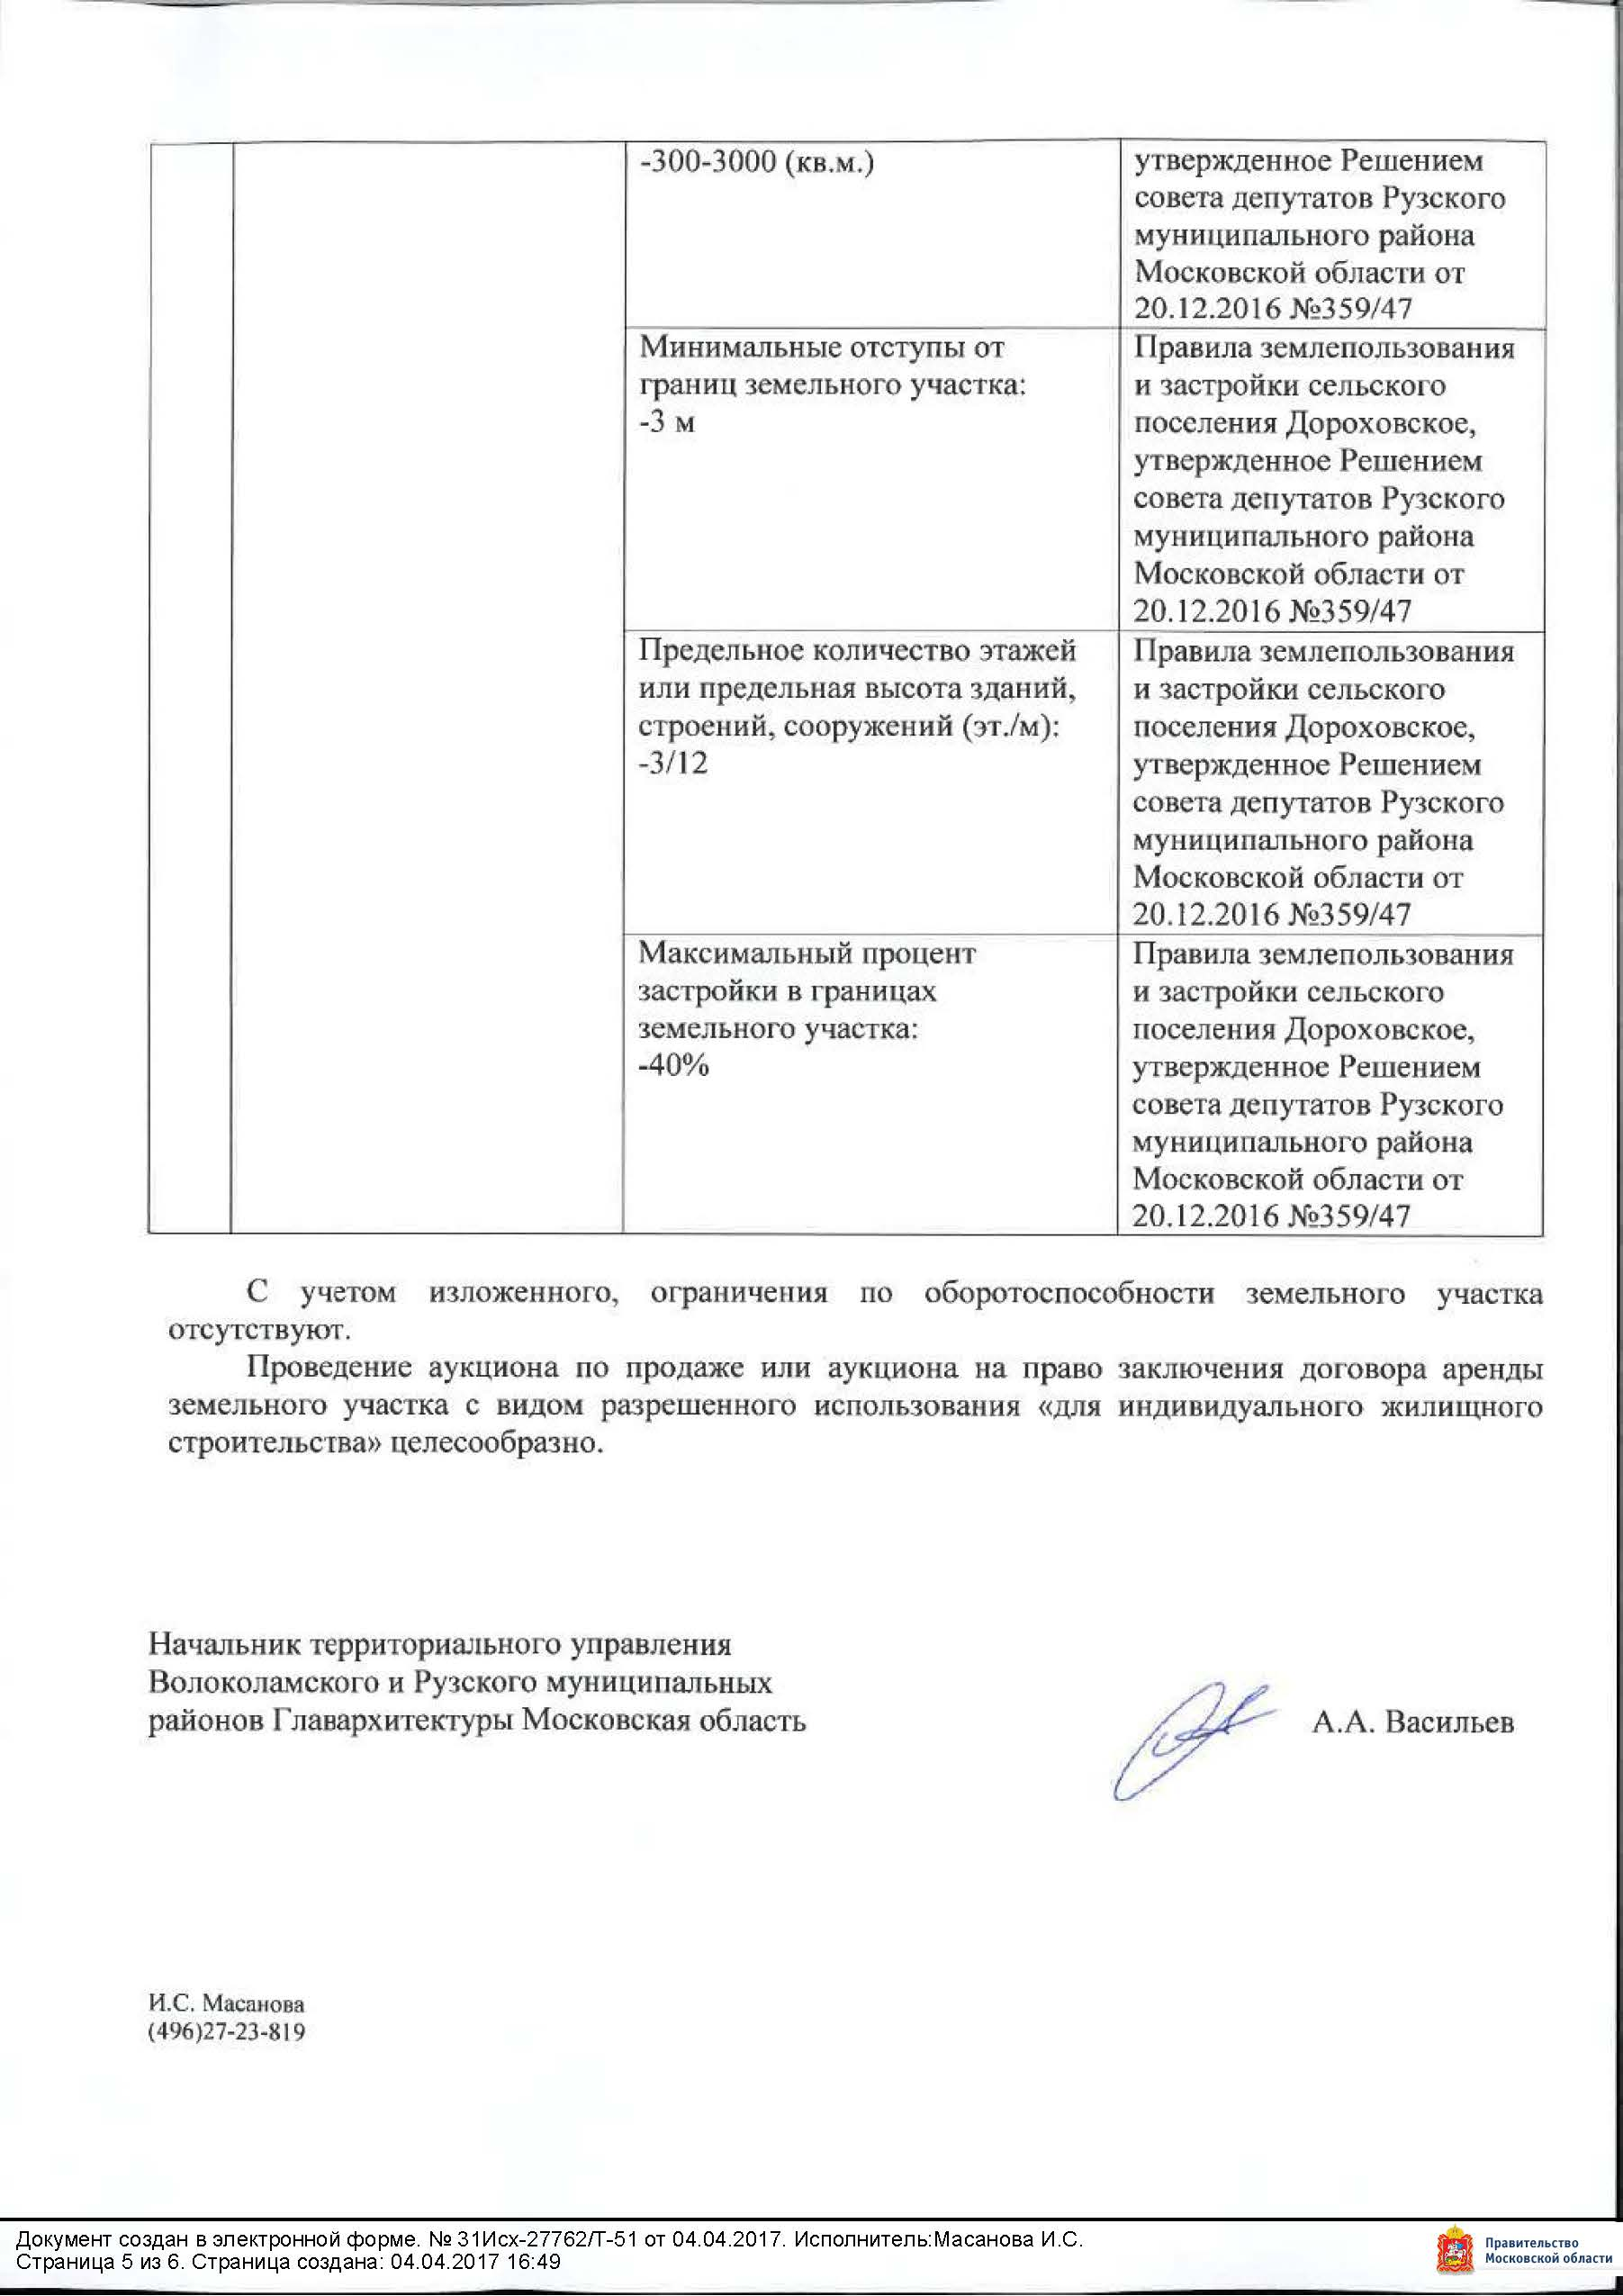 -300-3000 (кв.м.)
утвержденное Решением
совета депутатов Рузского
муниципального района
Московской области от
20.12.2016 №359/47
Минимальные отступы от
границ земельного участка:
-3 м
Правила землепользования
и застройки сельского
поселения Дороховское,
утвержденное Решением
совета депутатов Рузского
муниципального района
Московской области от
20.12.2016 №359/47
Предельное количество этажей
или предельная высота зданий,
строений, сооружений (эт./м):
-3/12
Правила землепользования
и застройки сельского
поселения Дороховское,
утвержденное Решением
совета депутатов Рузского
муниципального района
Московской области от
20.12.2016 №359/47
Максимальный процент
застройки в границах
земельного участка:
-40%
Правила землепользования
и застройки сельского
поселения Дороховское,
утвержденное Решением
совета депутатов Рузского
муниципального района
Московской области от
20.12.2016 №359/47
С учетом изложенного, ограничения по оборотоспособности земельного участка
отсутствуют.
Проведение аукциона по продаже или аукциона на право заключения договора аренды
земельного участка с видом разрешенного использования «для индивидуального жилищного
строительства» целесообразно.
Начальник территориального управления
Волоколамского и Рузского муниципальных
районов Главархитектуры Московская область
А.А. Васильев
И.С. Масанова
(496)27-23-819
Документ создан в электронной форме. № 31Исх-27762/Т-51 от 04.04.2017. Исполнитель:Масанова И.С.
Страница 5 из 6. Страница создана: 04.04.2017 16:49
Правительство
Московской области